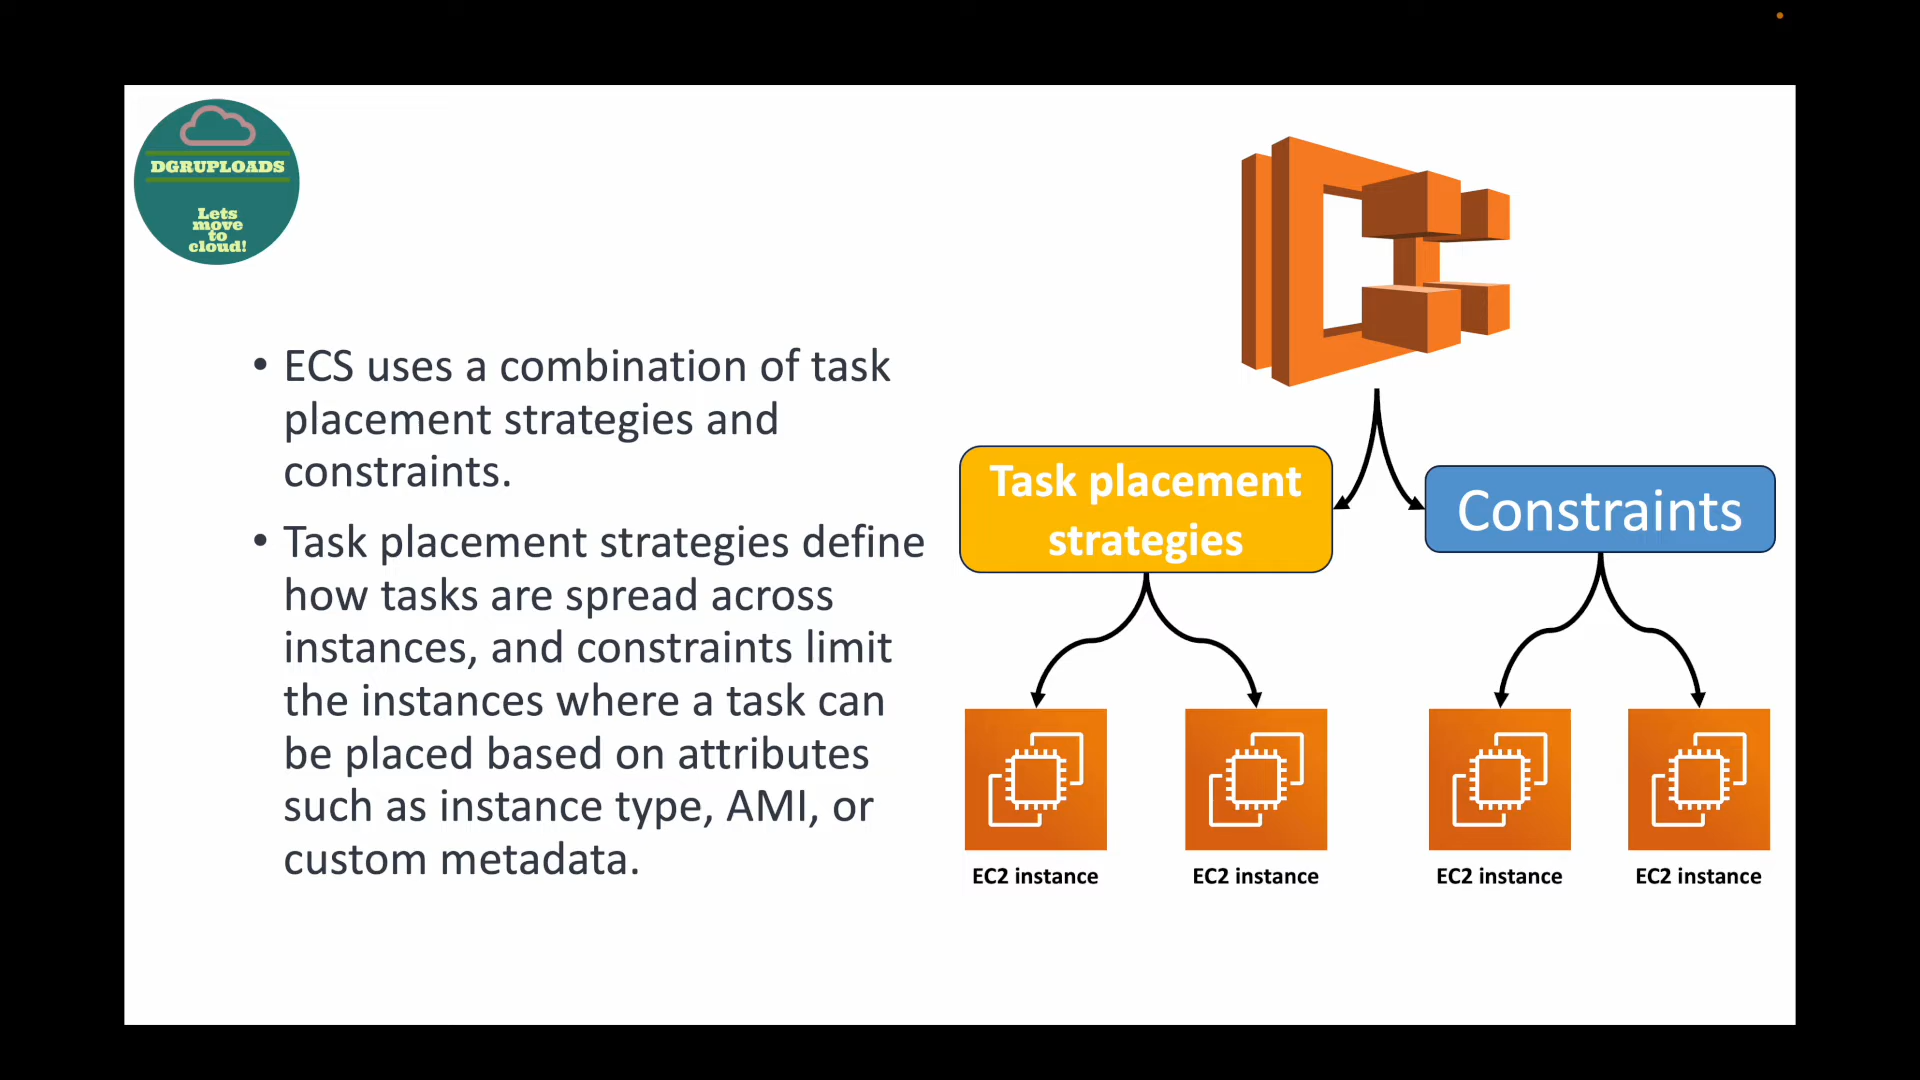 DGRUPLOADS
Lets
move
to
cloud!
• ECS uses a combination of task
placement strategies and
constraints.
• Task placement strategies define
how tasks are spread across
instances, and constraints limit
the instances where a task can
be placed based on attributes
such as instance type, AMI, or
custom metadata.
Task placement
strategies
Constraints
EC2 instance
EC2 instance
EC2 instance
EC2 instance